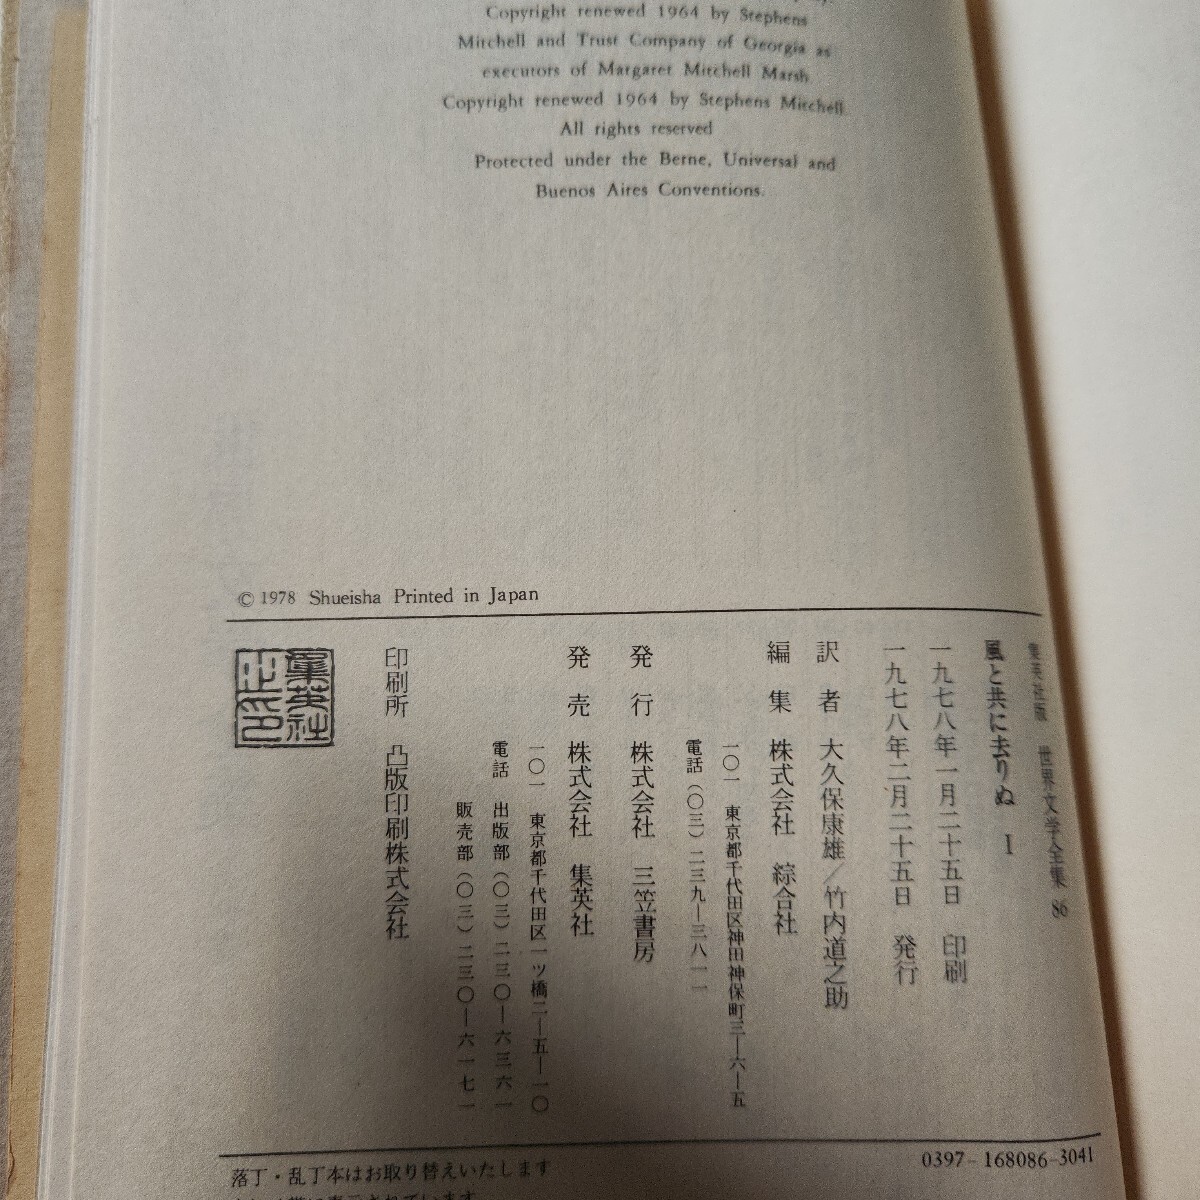 Copyright renewed 1964 by Stephens
Mitchell and Trust Company of Georgia as
executors of Margaret Mitchell Marsh
Copyright renewed 1964 by Stephens Mitchell
All rights reserved
Protected under the Berne, Universal and
Buenos Aires Conventions.
© 1978 Shueisha Printed in Japan
集英社版 世界文学全集 86
風と共に去りぬ I
一九七八年一月二十五日 印刷
一九七八年二月二十五日 発行
訳者 大久保康雄／竹内道之助
編集 株式会社 綜合社
一〇一 東京都千代田区神田神保町三―六―五
電話(〇三)二三九―三八一一
発行 株式会社 三笠書房
発売 株式会社 集英社
一〇一 東京都千代田区一ツ橋二―五―一〇
電話 出版部(〇三)二三〇―六三六一
販売部(〇三)二三〇―六一七一
印刷所 凸版印刷株式会社
集英社
0397-168086-3041
落丁・乱丁本はお取り替えいたします